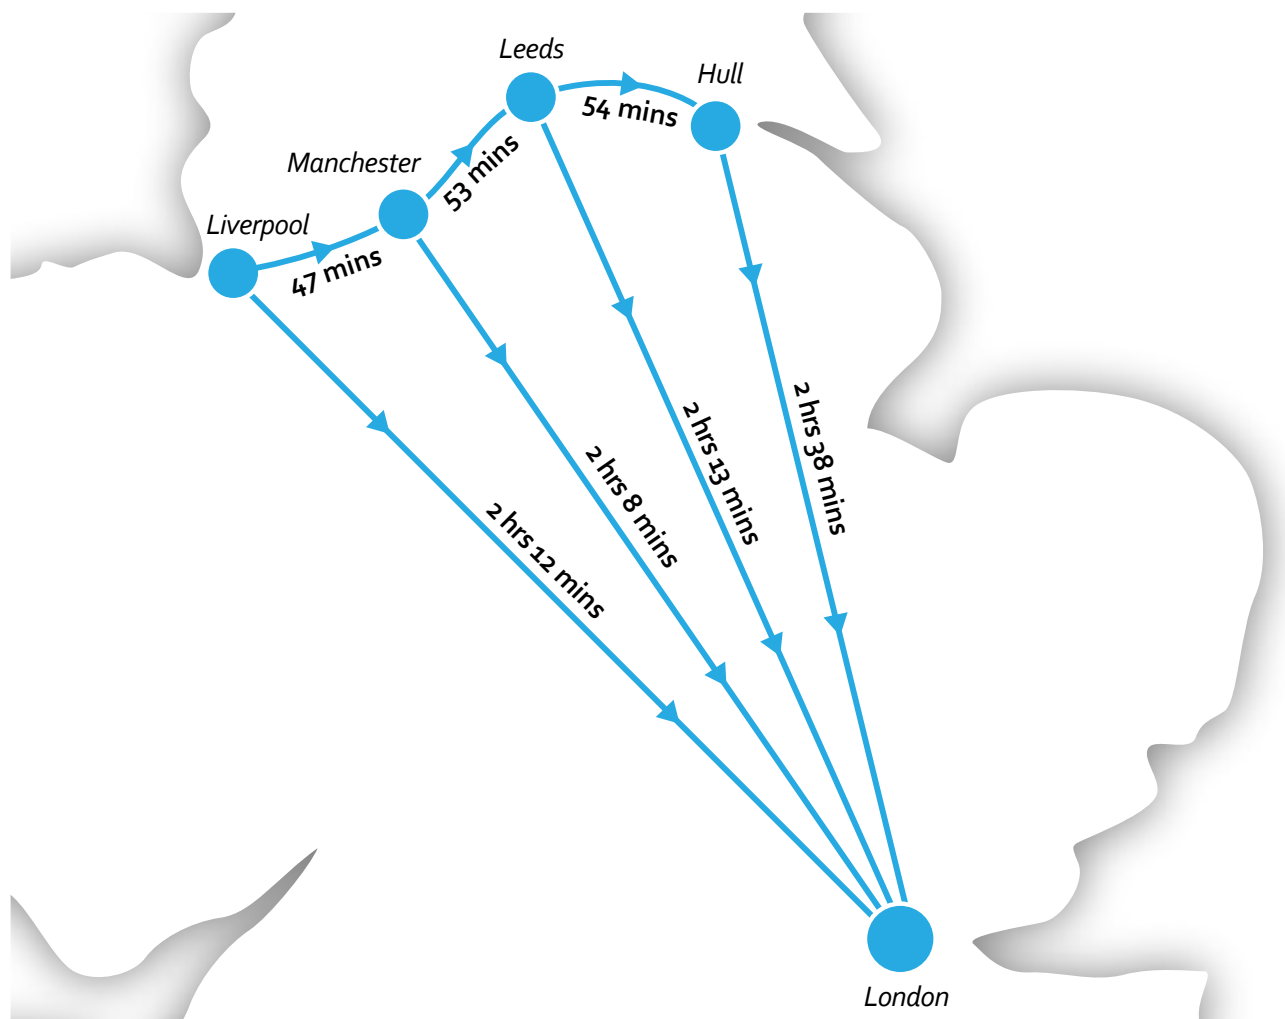 Leeds
Hull
54 mins
Manchester
53 mins
Liverpool
47 mins
2 hrs 38 mins
2 hrs 13 mins
2 hrs 8 mins
2 hrs 12 mins
London